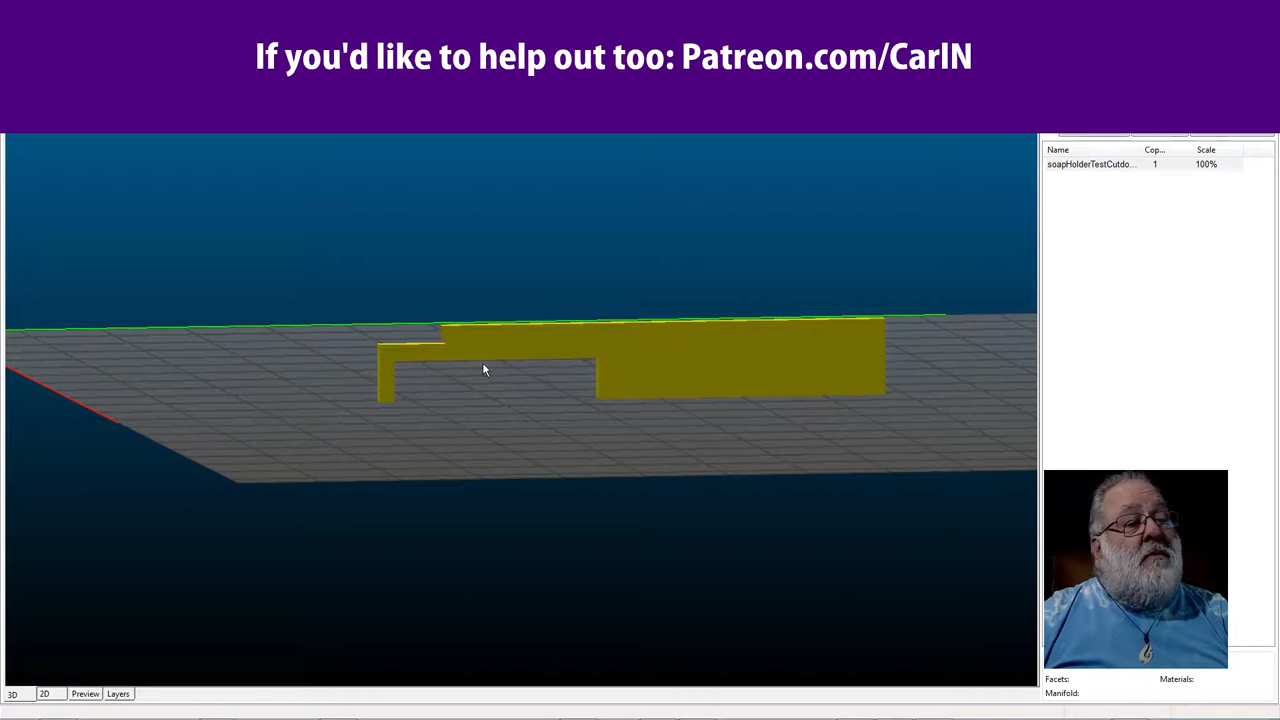 If you'd like to help out too: Patreon.com/CarlN
Name Cop... Scale
soapHolderTestCutdo... 1 100%
3D 2D Preview Layers
Facets: Materials:
Manifold: